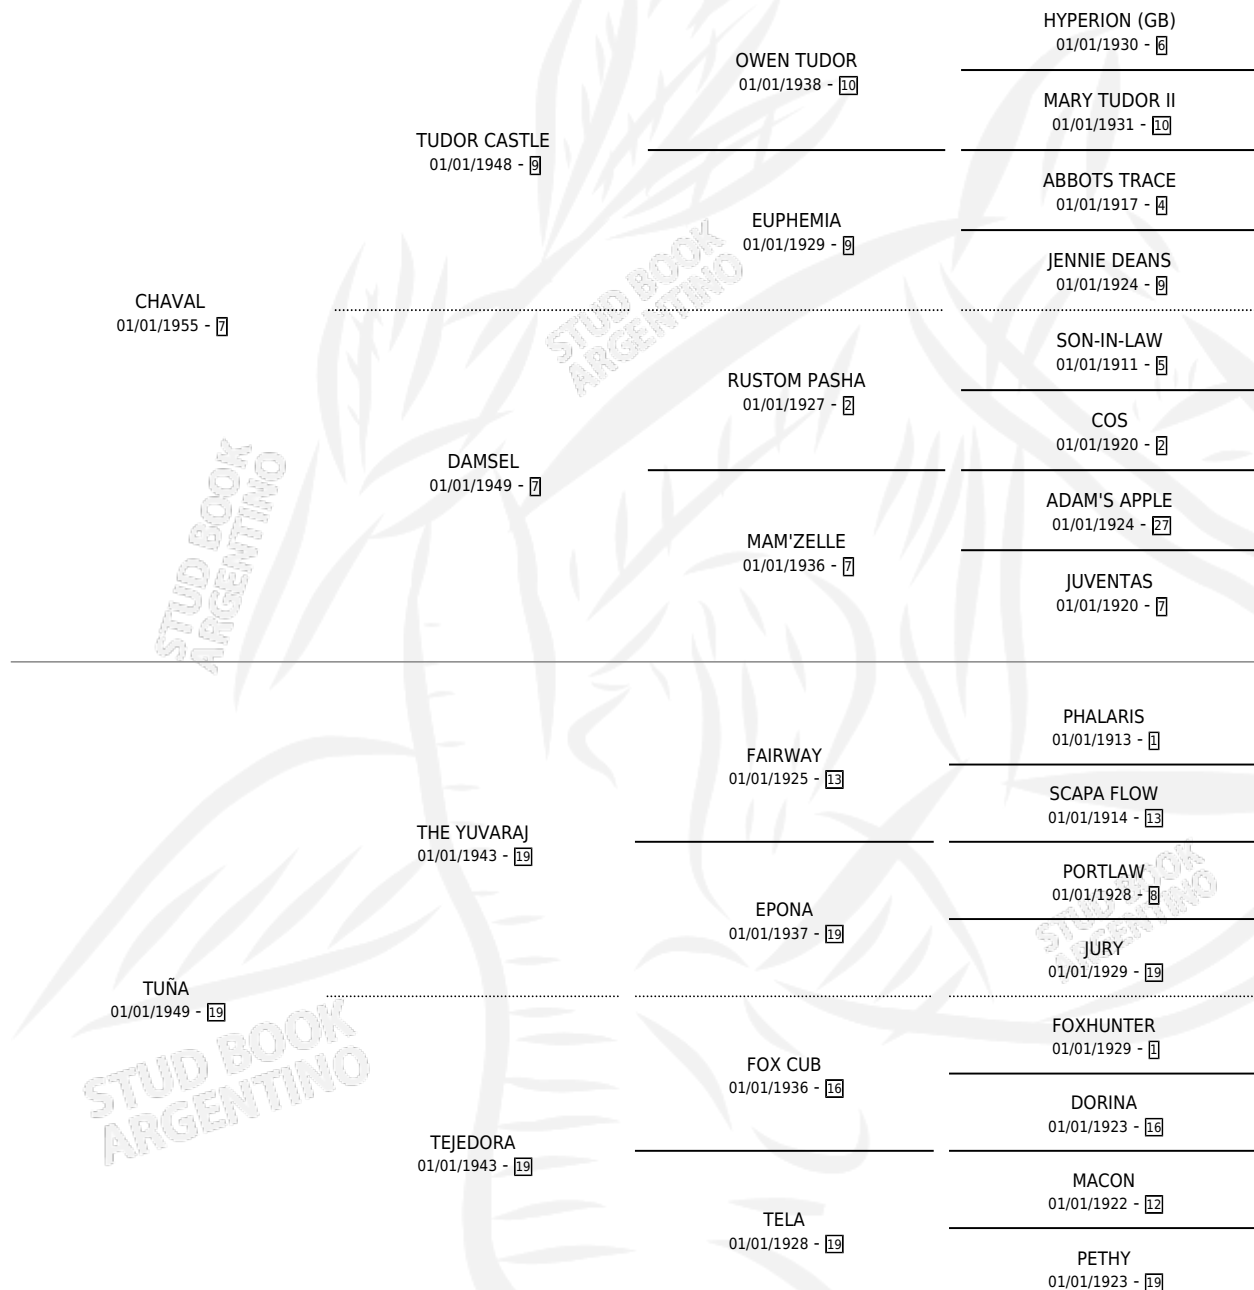 HYPERION (GB)
01/01/1930 - 6
OWEN TUDOR
01/01/1938 - 10
MARY TUDOR II
01/01/1931 - 10
TUDOR CASTLE
01/01/1948 - 9
ABBOTS TRACE
01/01/1917 - 4
EUPHEMIA
01/01/1929 - 9
JENNIE DEANS
01/01/1924 - 9
CHAVAL
01/01/1955 - 7
SON-IN-LAW
01/01/1911 - 5
RUSTOM PASHA
01/01/1927 - 2
COS
01/01/1920 - 2
DAMSEL
01/01/1949 - 7
ADAM'S APPLE
01/01/1924 - 27
MAM'ZELLE
01/01/1936 - 7
JUVENTAS
01/01/1920 - 7
STUD BOOK
ARGENTINO
STUD BOOK
ARGENTINO
PHALARIS
01/01/1913 - 1
FAIRWAY
01/01/1925 - 13
SCAPA FLOW
01/01/1914 - 13
THE YUVARAJ
01/01/1943 - 19
PORTLAW
01/01/1928 - 8
EPONA
01/01/1937 - 19
JURY
01/01/1929 - 19
STUD BOOK
ARGENTINO
TUÑA
01/01/1949 - 19
FOXHUNTER
01/01/1929 - 1
FOX CUB
01/01/1936 - 16
DORINA
01/01/1923 - 16
STUD BOOK
ARGENTINO
TEJEDORA
01/01/1943 - 19
MACON
01/01/1922 - 12
TELA
01/01/1928 - 19
PETHY
01/01/1923 - 19